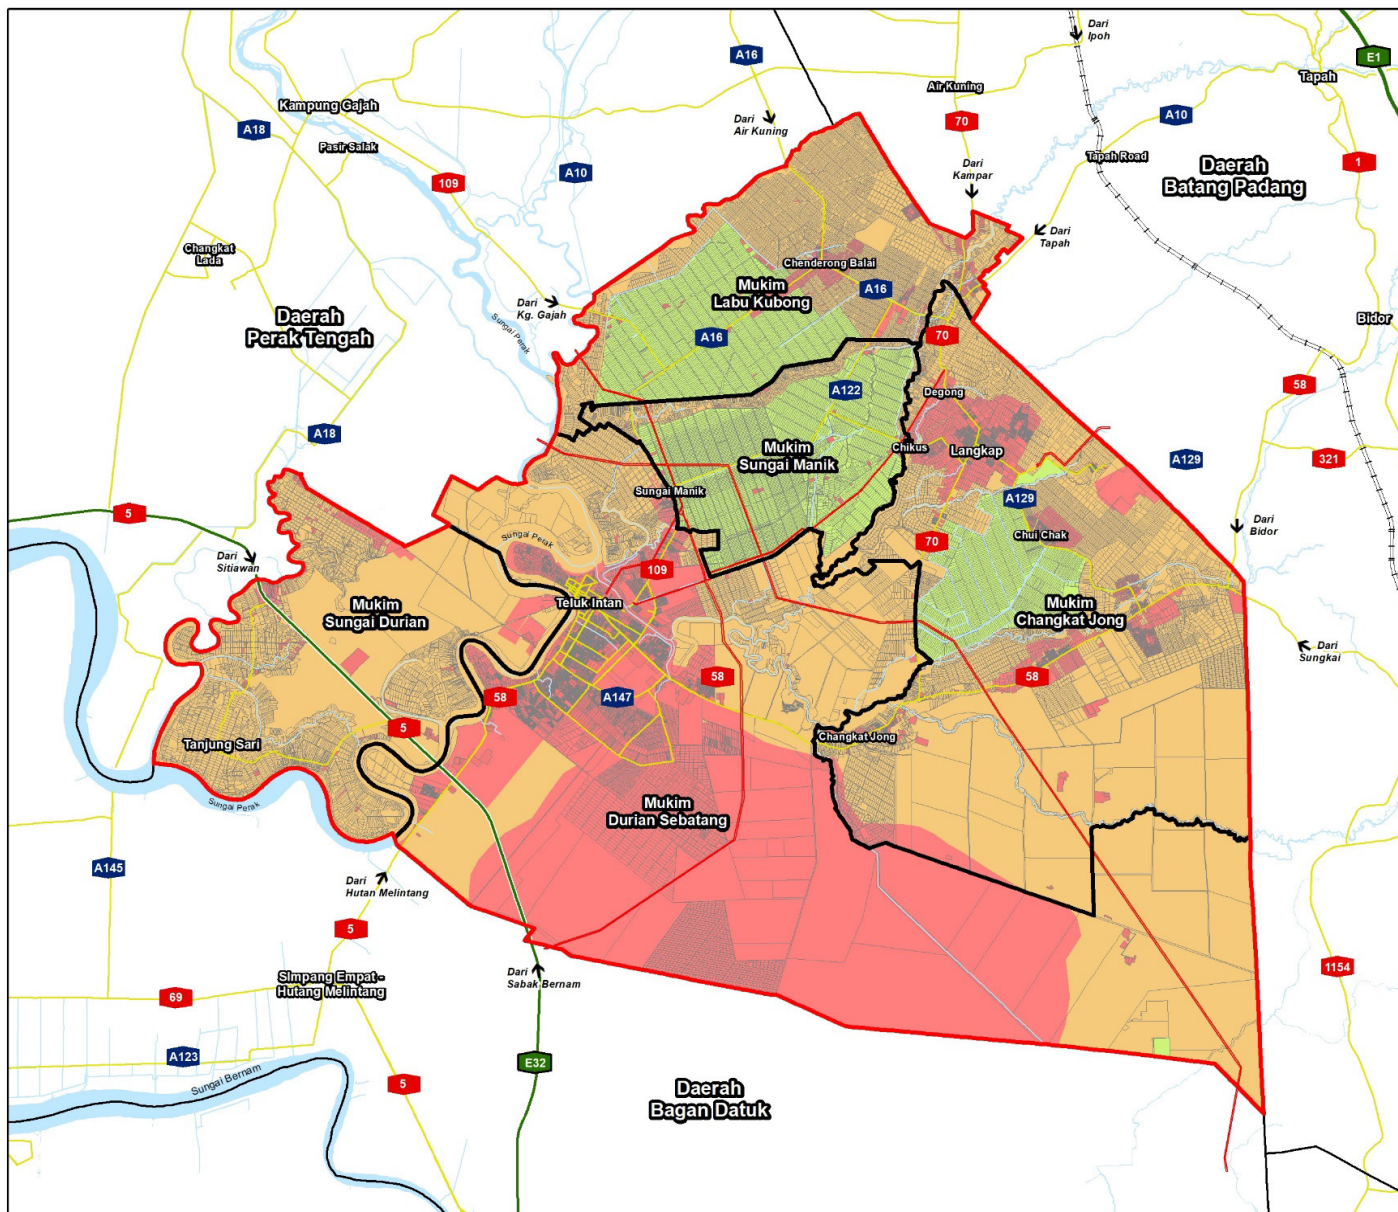 Dari
Ipoh
A16
E1
Tapah
Air Kuning
Kampung Gajah
A18
Dari
Air Kuning
70
A10
Pasir Salak
Tapah Road
1
Daerah
Batang Padang
109
A10
Dari
Kampar
Dari
Tapah
Changkat
Lada
Chenderong Balai
Mukim
Labu Kubong
A16
Dari
Kg. Gajah
Daerah
Perak Tengah
Sungai Perak
A16
70
Bidor
58
A122
Degong
A18
Mukim
Sungai Manik
Chikus
Langkap
A129
321
Sungai Manik
A129
5
Dari
Bidor
Sungai Perak
Chui Chak
70
Dari
Sitiawan
109
Teluk Intan
Mukim
Sungai Durian
Mukim
Changkat Jong
Dari
Sungkai
58
58
58
A147
5
Tanjung Sari
Changkat Jong
Sungai Perak
Mukim
Durian Sebatang
A145
Dari
Hutan Melintang
5
1154
SImpang Empat -
Hutang Melintang
Dari
Sabak Bernam
69
A123
E32
Sungai Bernam
5
Daerah
Bagan Datuk